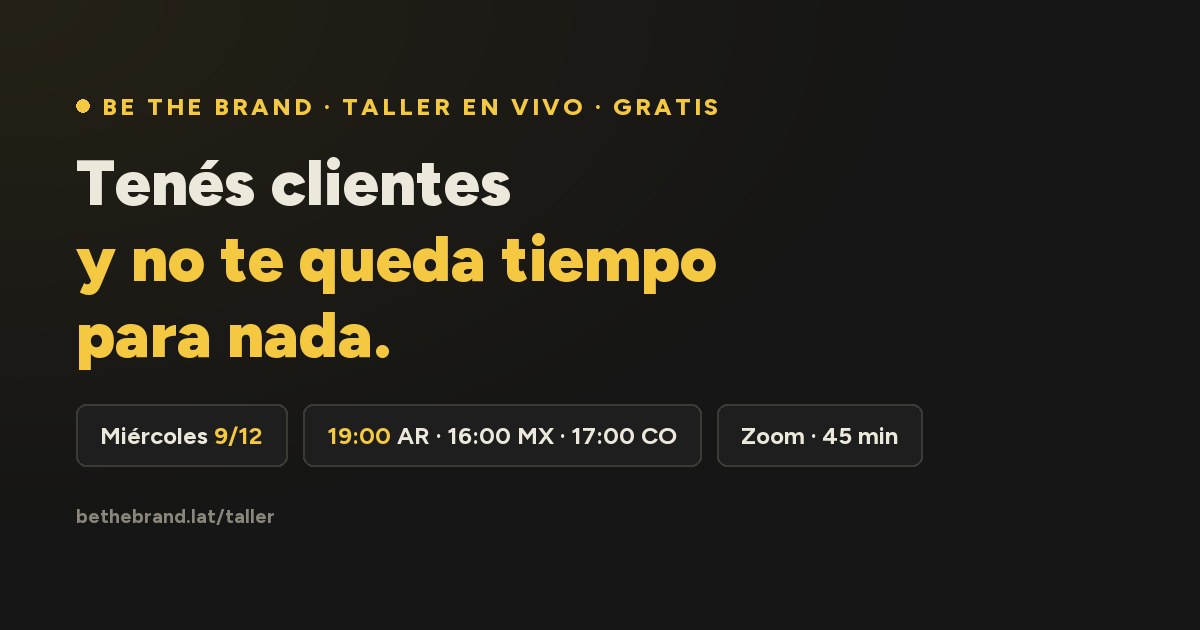 BE THE BRAND · TALLER EN VIVO · GRATIS
Tenés clientes
y no te queda tiempo
para nada.
Miércoles 9/12
19:00 AR · 16:00 MX · 17:00 CO
Zoom · 45 min
bethebrand.lat/taller